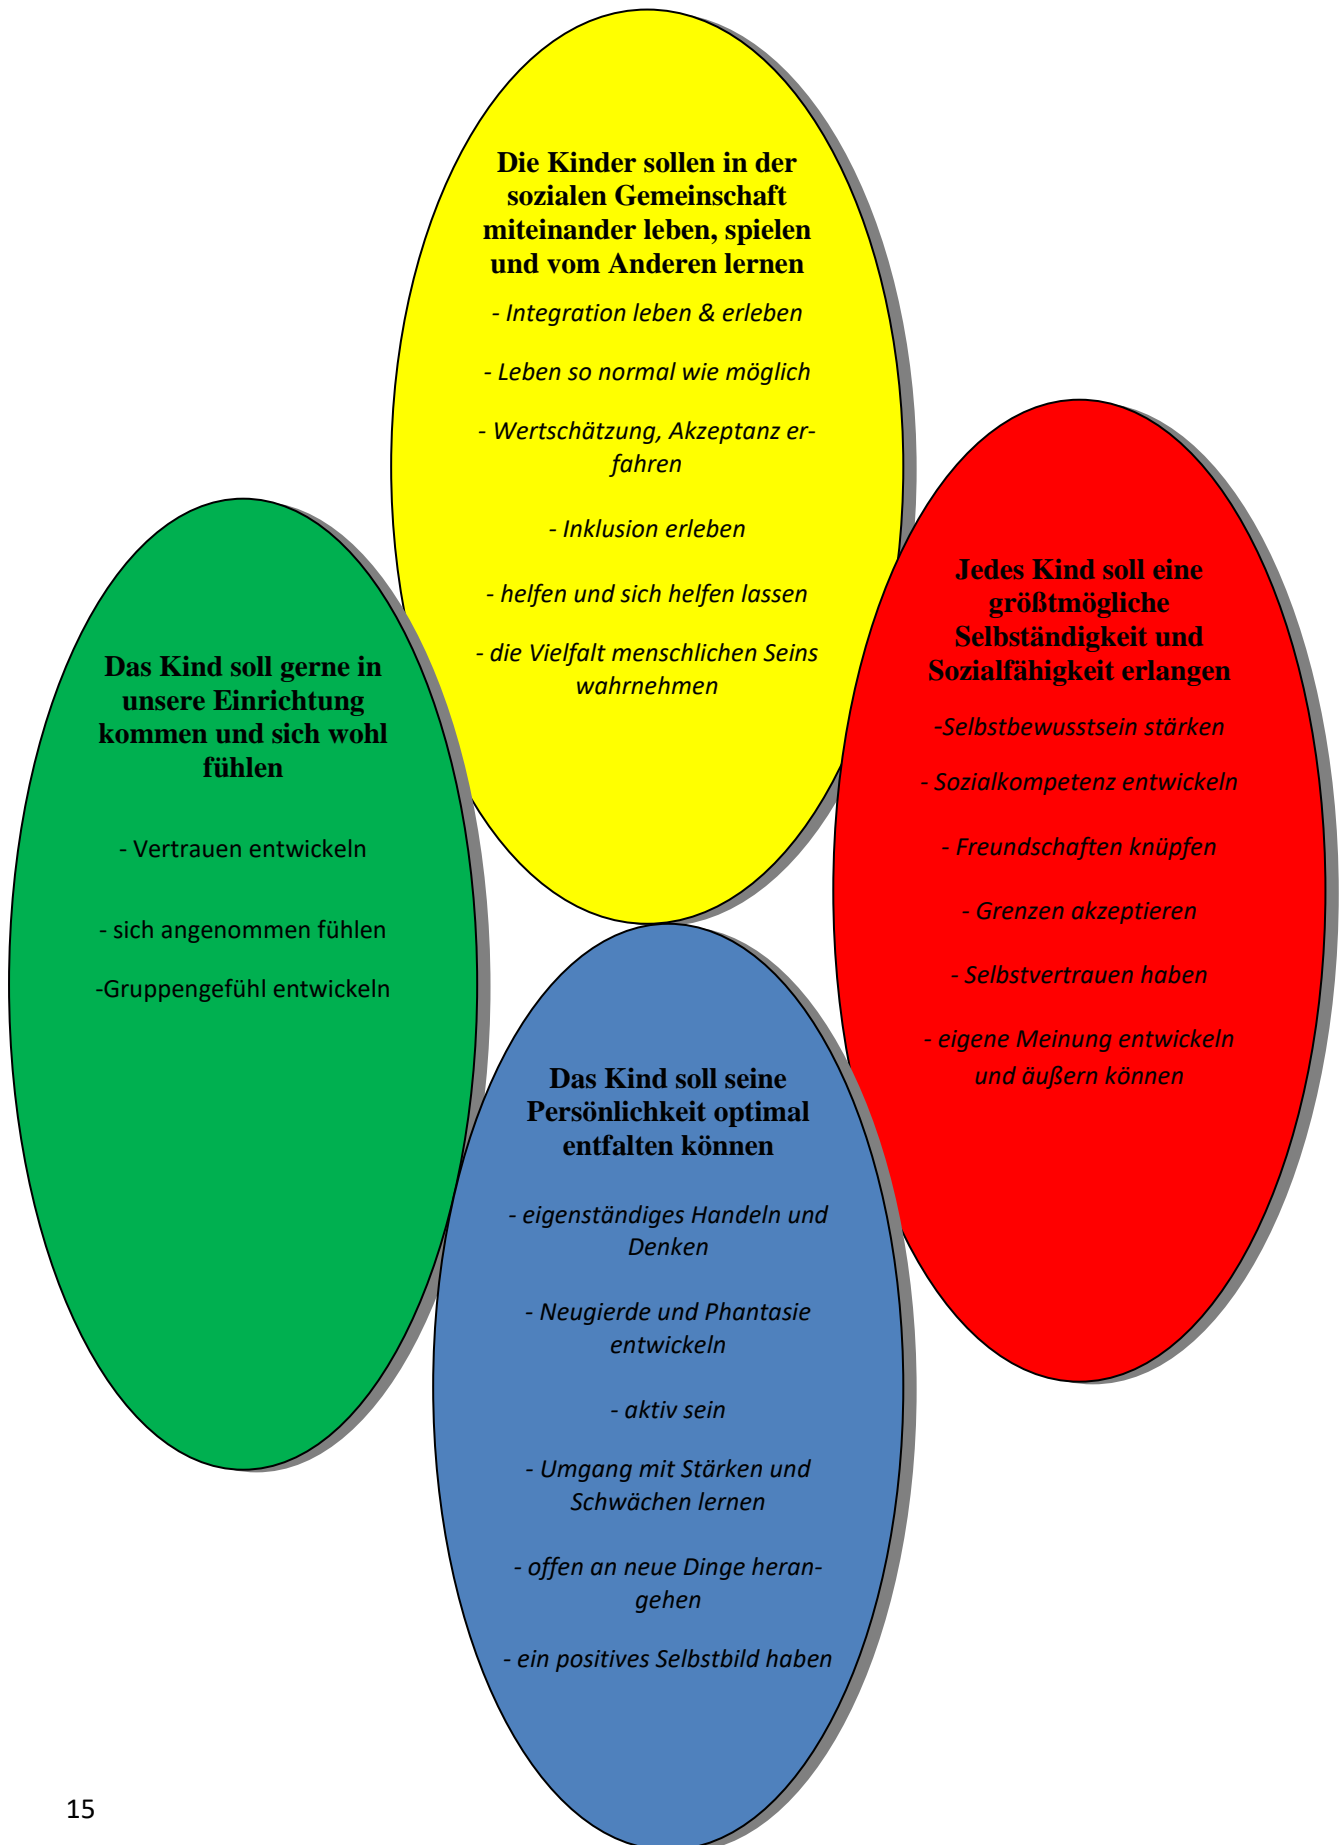 Die Kinder sollen in der
sozialen Gemeinschaft
miteinander leben, spielen
und vom Anderen lernen
- Integration leben & erleben
- Leben so normal wie möglich
- Wertschätzung, Akzeptanz er-
fahren
- Inklusion erleben
- helfen und sich helfen lassen
- die Vielfalt menschlichen Seins
wahrnehmen
Jedes Kind soll eine
größtmögliche
Selbständigkeit und
Sozialfähigkeit erlangen
-Selbstbewusstsein stärken
- Sozialkompetenz entwickeln
- Freundschaften knüpfen
- Grenzen akzeptieren
- Selbstvertrauen haben
- eigene Meinung entwickeln
und äußern können
Das Kind soll gerne in
unsere Einrichtung
kommen und sich wohl
fühlen
- Vertrauen entwickeln
- sich angenommen fühlen
-Gruppengefühl entwickeln
Das Kind soll seine
Persönlichkeit optimal
entfalten können
- eigenständiges Handeln und
Denken
- Neugierde und Phantasie
entwickeln
- aktiv sein
- Umgang mit Stärken und
Schwächen lernen
- offen an neue Dinge heran-
gehen
- ein positives Selbstbild haben
15